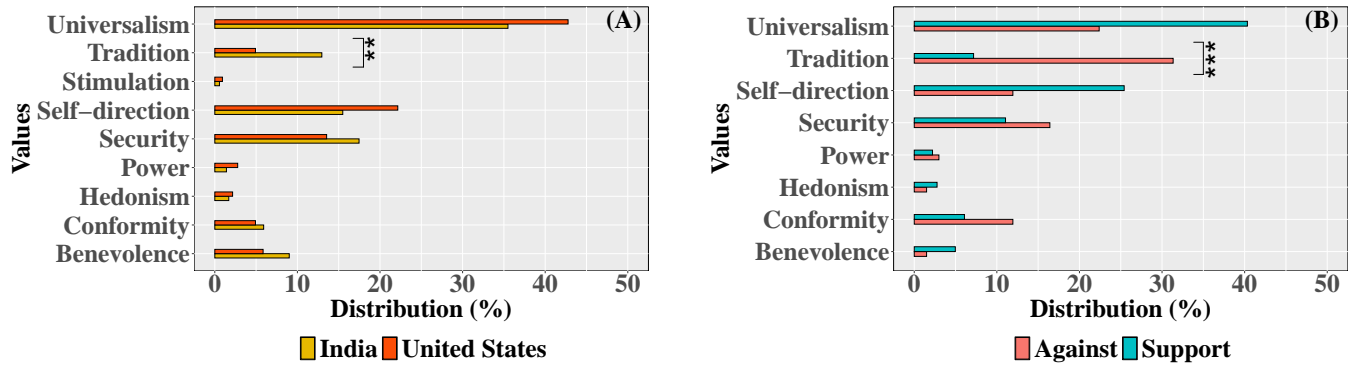 (A)
Values
Universalism
Tradition
**
Stimulation
Self−direction
Security
Power
Hedonism
Conformity
Benevolence
0 10 20 30 40 50
Distribution (%)
India United States
(B)
Values
Universalism
Tradition
***
Self−direction
Security
Power
Hedonism
Conformity
Benevolence
0 10 20 30 40 50
Distribution (%)
Against Support